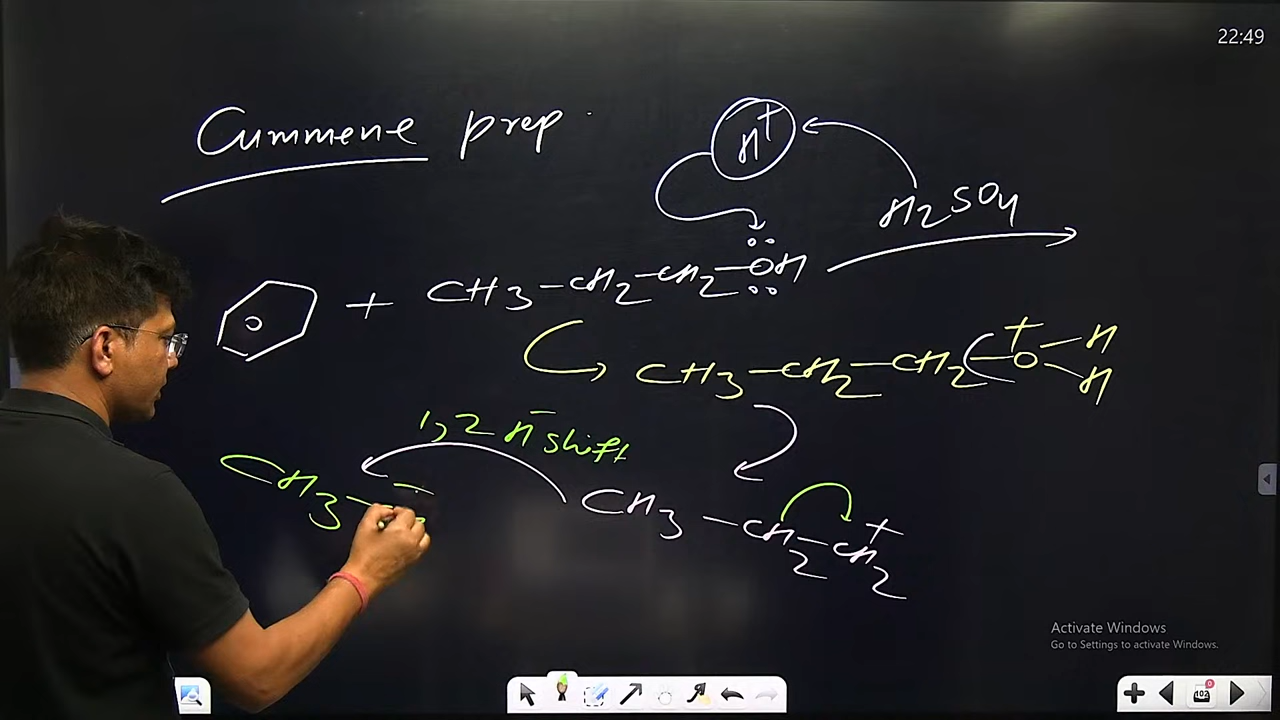 22:49
Cummene prep.
H+
H2SO4
+ CH3-CH2-CH2-OH
CH3-CH2-CH2-O+
H
H
1,2 H- shift
CH3-
CH3-CH2-CH2+
Activate Windows
Go to Settings to activate Windows.
102